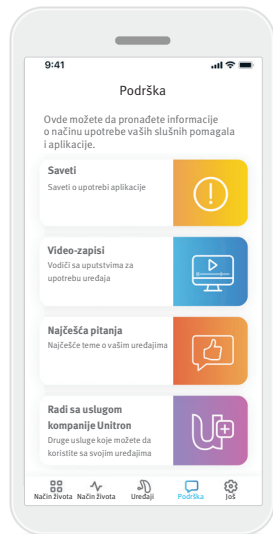 9:41
Podrška
Ovde možete da pronađete informacije
o načinu upotrebe vaših slušnih pomagala
i aplikacije.
Saveti
Saveti o upotrebi aplikacije
Video-zapisi
Vodiči sa uputstvima za
upotrebu uređaja
Najčešća pitanja
Najčešće teme o vašim uređajima
Radi sa uslugom
kompanije Unitron
Druge usluge koje možete da
koristite sa svojim uređajima
Način života Način života Uređaji Podrška Još